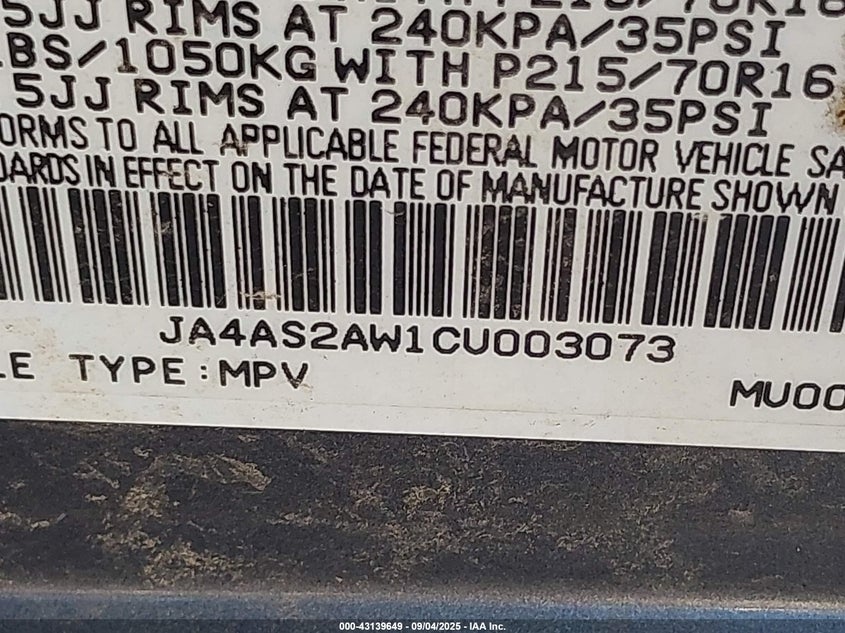 5JJ RIMS AT 240KPA/35PSI
LBS/1050KG WITH P215/70R16
5JJ RIMS AT 240KPA/35PSI
ORMS TO ALL APPLICABLE FEDERAL MOTOR VEHICLE SA
DARDS IN EFFECT ON THE DATE OF MANUFACTURE SHOWN
JA4AS2AW1CU003073
LE TYPE:MPV
MU00
000-43139649 - 09/04/2025 - IAA Inc.